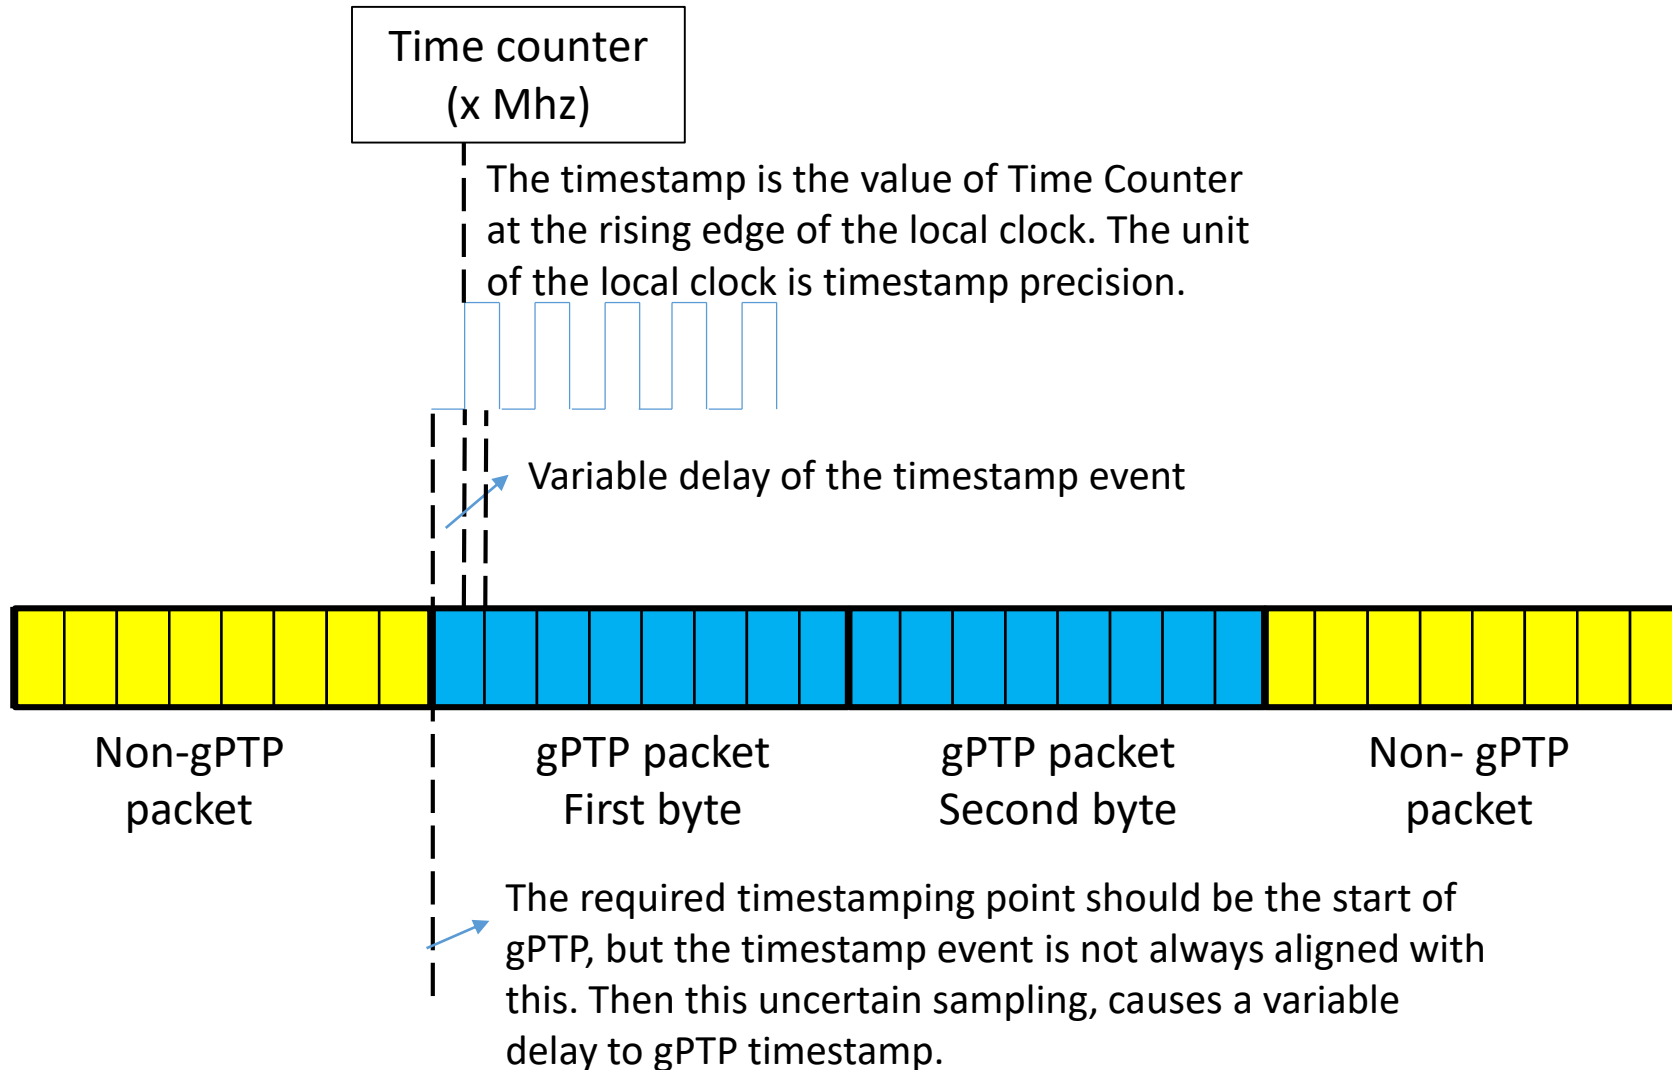 Time counter
(x Mhz)
The timestamp is the value of Time Counter
at the rising edge of the local clock. The unit
of the local clock is timestamp precision.
Variable delay of the timestamp event
Non-gPTP
packet
gPTP packet
First byte
gPTP packet
Second byte
Non- gPTP
packet
The required timestamping point should be the start of
gPTP, but the timestamp event is not always aligned with
this. Then this uncertain sampling, causes a variable
delay to gPTP timestamp.